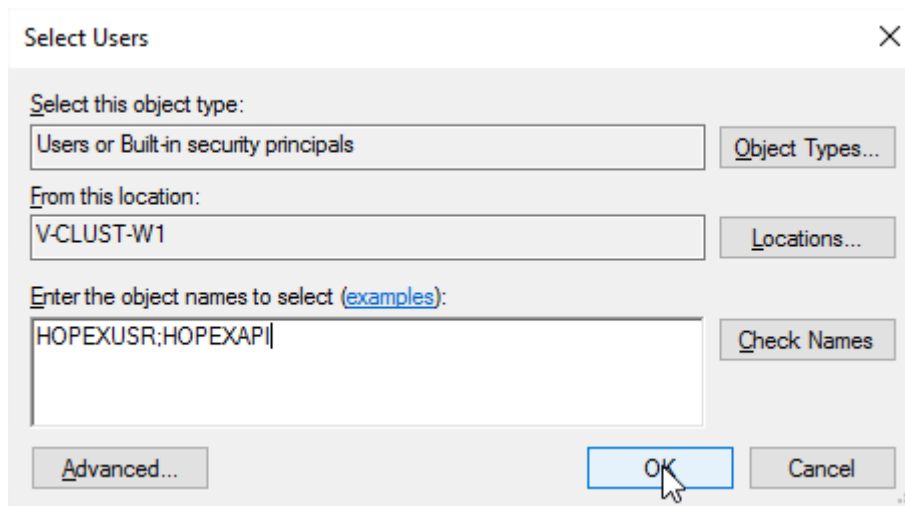 Select Users
Select this object type:
Users or Built-in security principals
Object Types...
From this location:
V-CLUST-W1
Locations...
Enter the object names to select (examples):
HOPEXUSR;HOPEXAPI
Check Names
Advanced...
OK
Cancel